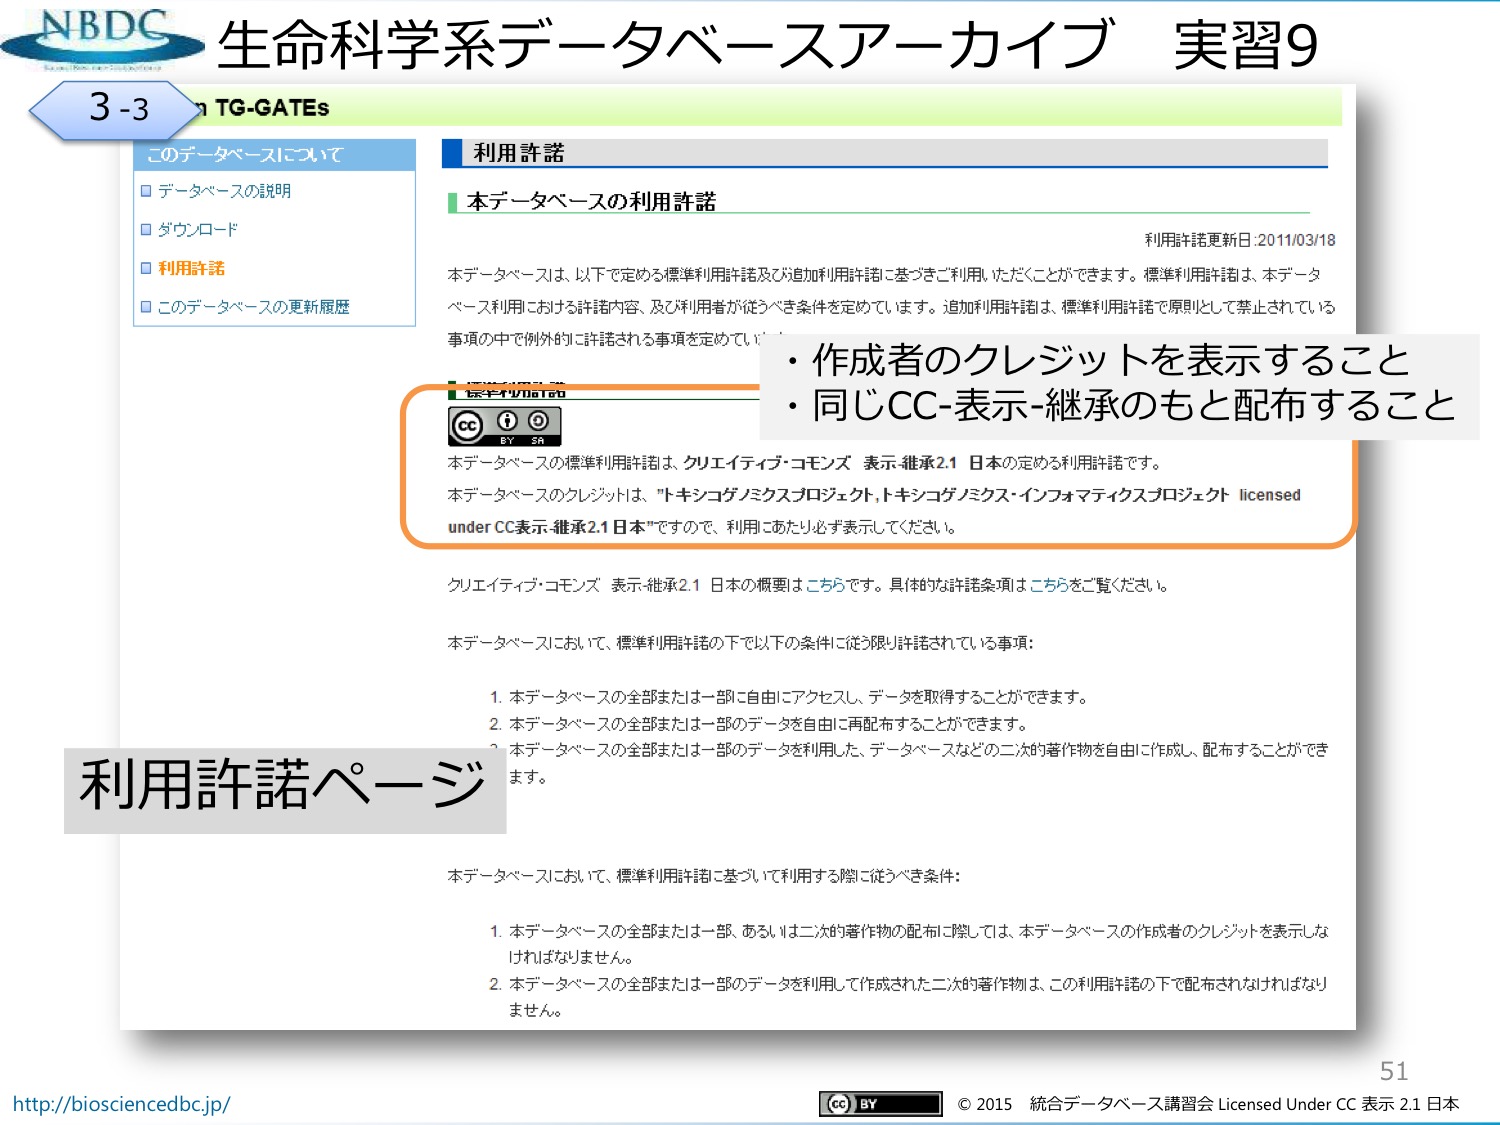 NBDC
生命科学系データベースアーカイブ　実習9
3-3
n TG-GATEs
このデータベースについて
データベースの説明
ダウンロード
利用許諾
このデータベースの更新履歴
利用許諾
本データベースの利用許諾
利用許諾更新日:2011/03/18
本データベースは、以下で定める標準利用許諾及び追加利用許諾に基づきご利用いただくことができます。標準利用許諾は、本データ
ベース利用における許諾内容、及び利用者が従うべき条件を定めています。追加利用許諾は、標準利用許諾で原則として禁止されている
事項の中で例外的に許諾される事項を定めてい
・作成者のクレジットを表示すること
・同じCC-表示-継承のもと配布すること
標準利用許諾
cc BY SA
本データベースの標準利用許諾は、クリエイティブ・コモンズ 表示-継承2.1 日本の定める利用許諾です。
本データベースのクレジットは、"トキシコゲノミクスプロジェクト,トキシコゲノミクス・インフォマティクスプロジェクト licensed
under CC表示-継承2.1日本"ですので、利用にあたり必ず表示してください。
クリエイティブ・コモンズ 表示-継承2.1 日本の概要はこちらです。具体的な許諾条項はこちらをご覧ください。
本データベースにおいて、標準利用許諾の下で以下の条件に従う限り許諾されている事項:
1. 本データベースの全部または一部に自由にアクセスし、データを取得することができます。
2. 本データベースの全部または一部のデータを自由に再配布することができます。
本データベースの全部または一部のデータを利用した、データベースなどの二次的著作物を自由に作成し、配布することができ
ます。
利用許諾ページ
本データベースにおいて、標準利用許諾に基づいて利用する際に従うべき条件:
1. 本データベースの全部または一部、あるいは二次的著作物の配布に際しては、本データベースの作成者のクレジットを表示しな
ければなりません。
2. 本データベースの全部または一部のデータを利用して作成された二次的著作物は、この利用許諾の下で配布されなければなり
ません。
51
http://biosciencedbc.jp/
cc BY
© 2015　統合データベース講習会 Licensed Under CC 表示 2.1 日本